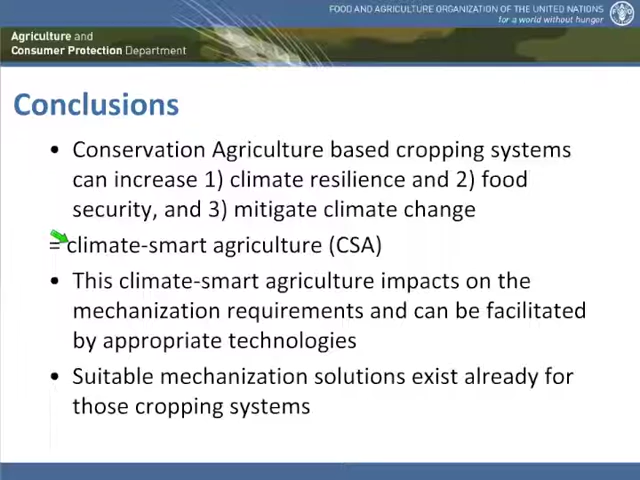 FOOD AND AGRICULTURE ORGANIZATION OF THE UNITED NATIONS
for a world without hunger
Agriculture and
Consumer Protection Department
Conclusions
• Conservation Agriculture based cropping systems
can increase 1) climate resilience and 2) food
security, and 3) mitigate climate change
= climate-smart agriculture (CSA)
• This climate-smart agriculture impacts on the
mechanization requirements and can be facilitated
by appropriate technologies
• Suitable mechanization solutions exist already for
those cropping systems